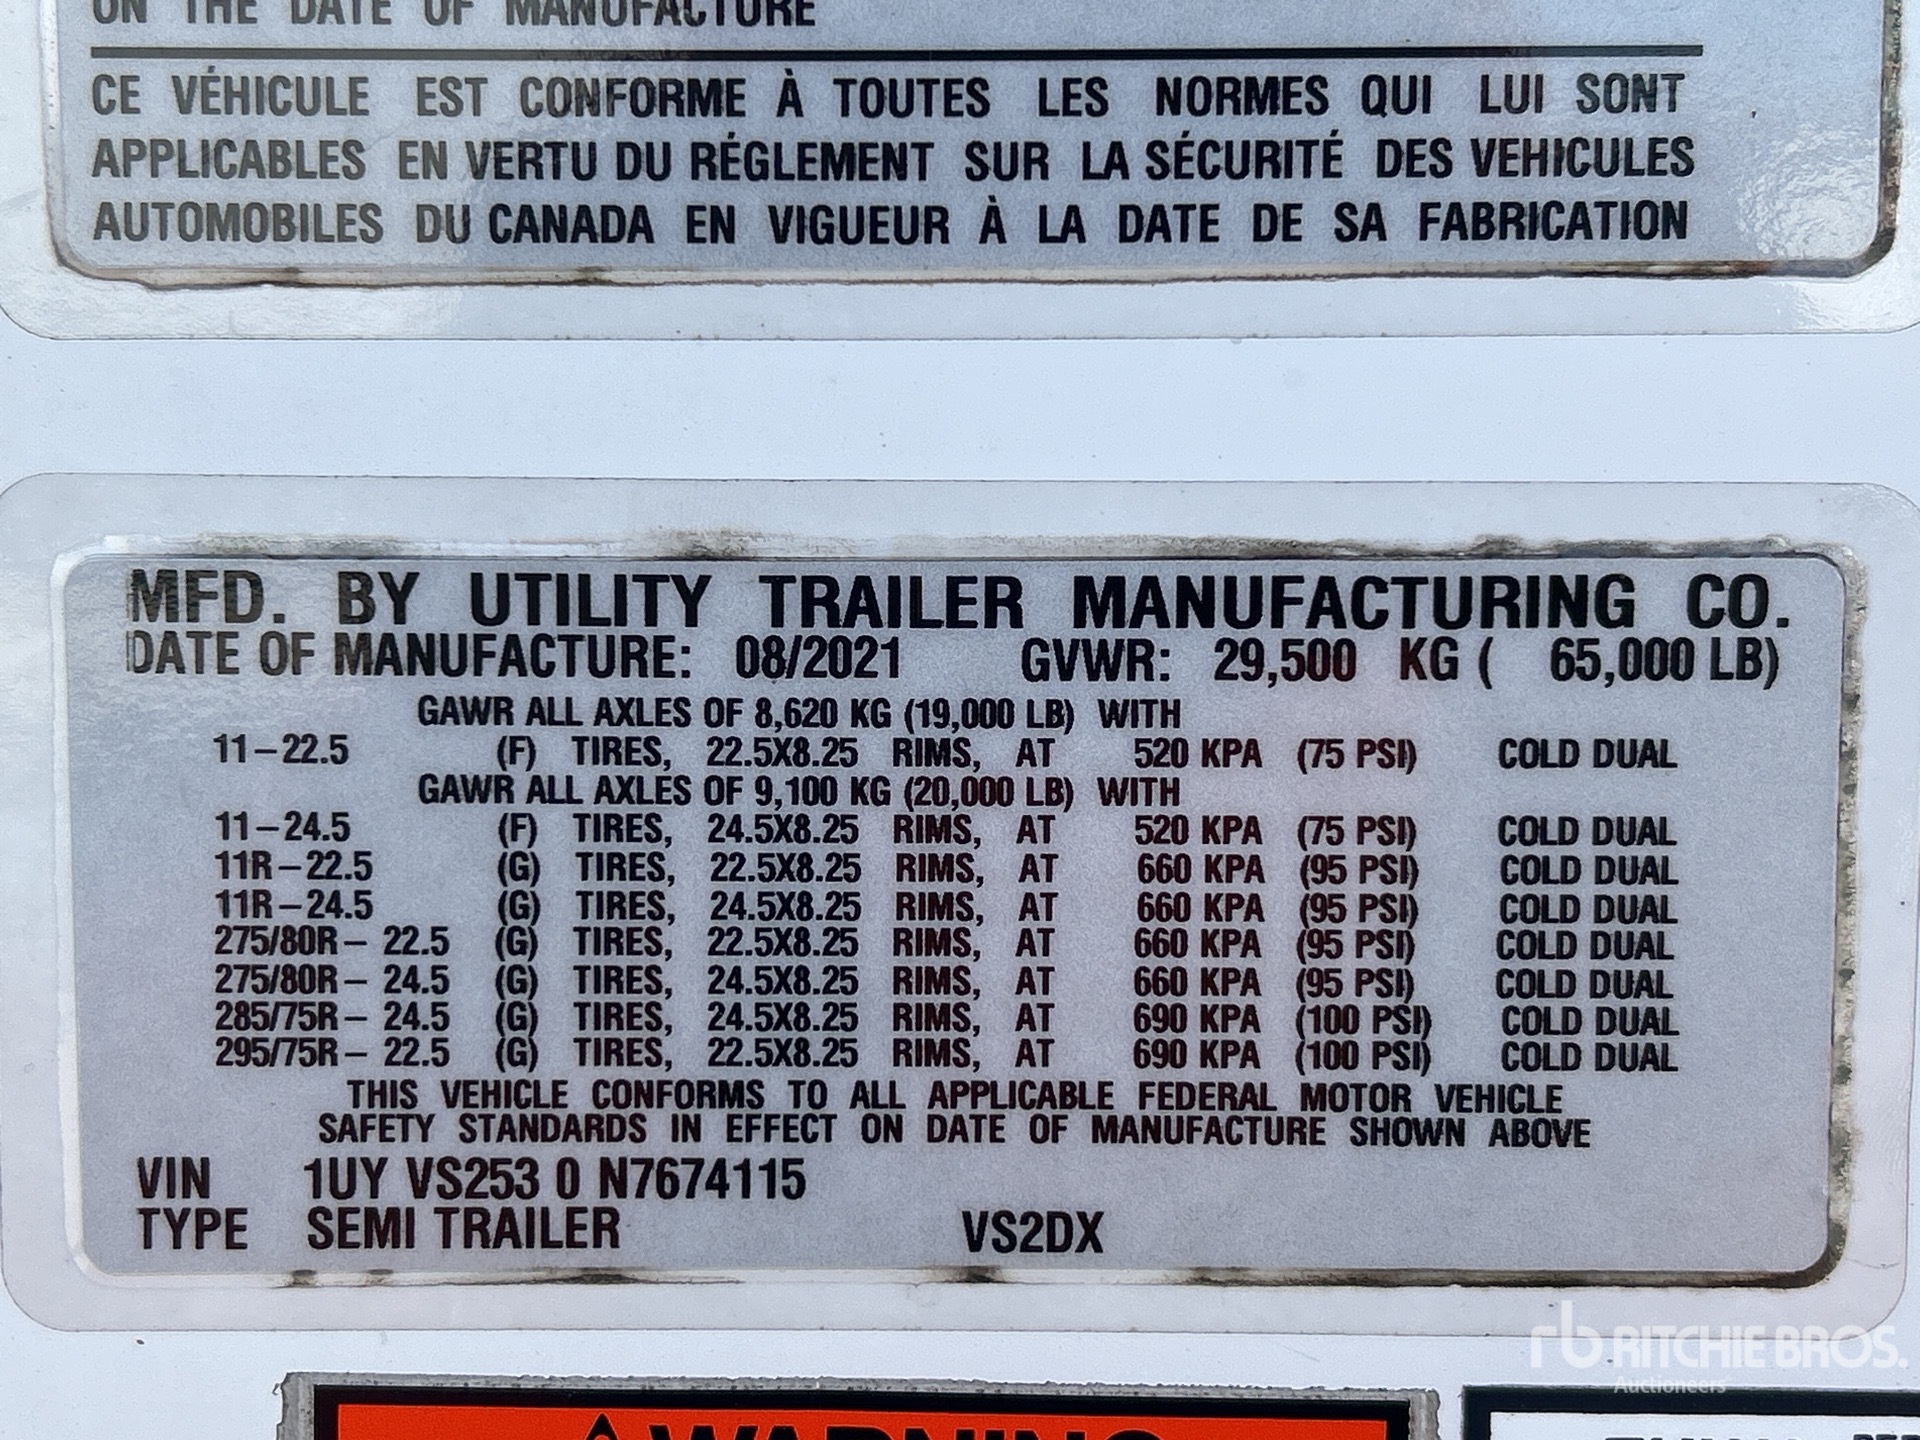 ON THE DATE OF MANUFACTURE
CE VÉHICULE EST CONFORME À TOUTES LES NORMES QUI LUI SONT
APPLICABLES EN VERTU DU RÉGLEMENT SUR LA SÉCURITÉ DES VEHICULES
AUTOMOBILES DU CANADA EN VIGUEUR À LA DATE DE SA FABRICATION
MFD. BY UTILITY TRAILER MANUFACTURING CO.
DATE OF MANUFACTURE: 08/2021 GVWR: 29,500 KG ( 65,000 LB)
GAWR ALL AXLES OF 8,620 KG (19,000 LB) WITH
11-22.5 (F) TIRES, 22.5X8.25 RIMS, AT 520 KPA (75 PSI) COLD DUAL
GAWR ALL AXLES OF 9,100 KG (20,000 LB) WITH
11-24.5 (F) TIRES, 24.5X8.25 RIMS, AT 520 KPA (75 PSI) COLD DUAL
11R-22.5 (G) TIRES, 22.5X8.25 RIMS, AT 660 KPA (95 PSI) COLD DUAL
11R-24.5 (G) TIRES, 24.5X8.25 RIMS, AT 660 KPA (95 PSI) COLD DUAL
275/80R- 22.5 (G) TIRES, 22.5X8.25 RIMS, AT 660 KPA (95 PSI) COLD DUAL
275/80R- 24.5 (G) TIRES, 24.5X8.25 RIMS, AT 660 KPA (95 PSI) COLD DUAL
285/75R- 24.5 (G) TIRES, 24.5X8.25 RIMS, AT 690 KPA (100 PSI) COLD DUAL
295/75R- 22.5 (G) TIRES, 22.5X8.25 RIMS, AT 690 KPA (100 PSI) COLD DUAL
THIS VEHICLE CONFORMS TO ALL APPLICABLE FEDERAL MOTOR VEHICLE
SAFETY STANDARDS IN EFFECT ON DATE OF MANUFACTURE SHOWN ABOVE
VIN 1UY VS253 0 N7674115
TYPE SEMI TRAILER VS2DX
rb RITCHIE BROS.
Auctioneers
WARNING